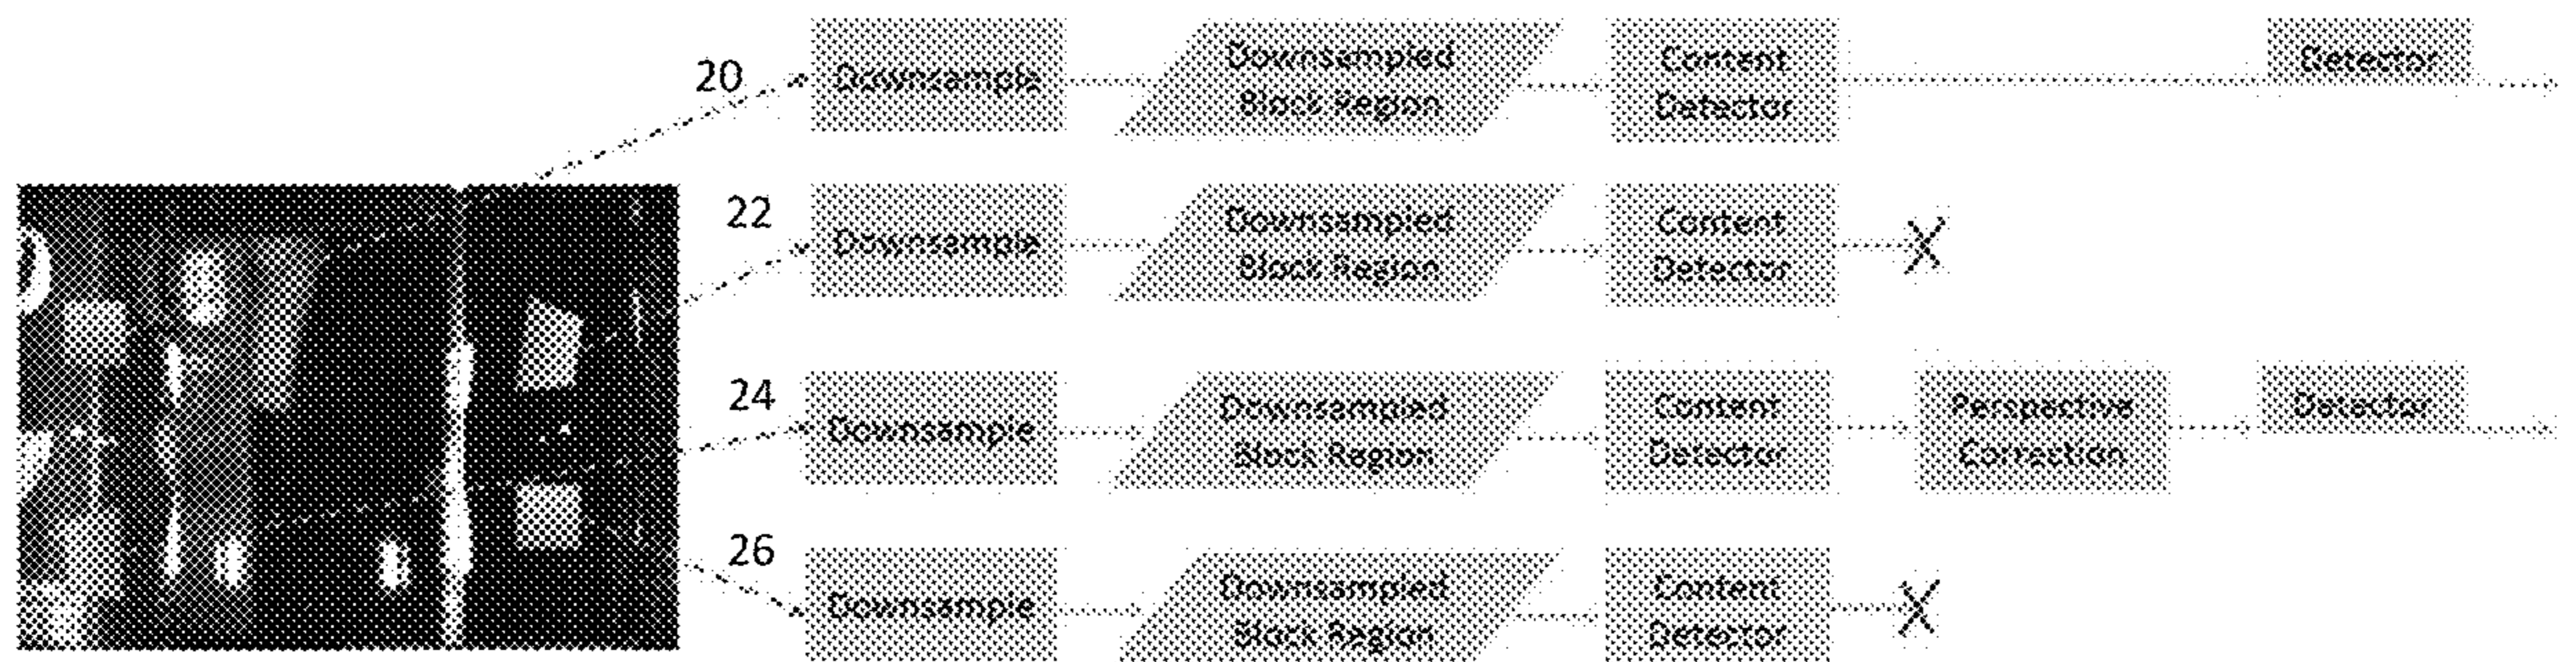 20
Downsample
Downsampled
Block Region
Content
Detector
Detector
22
Downsample
Downsampled
Block Region
Content
Detector
X
24
Downsample
Downsampled
Block Region
Content
Detector
Perspective
Correction
Detector
26
Downsample
Downsampled
Block Region
Content
Detector
X